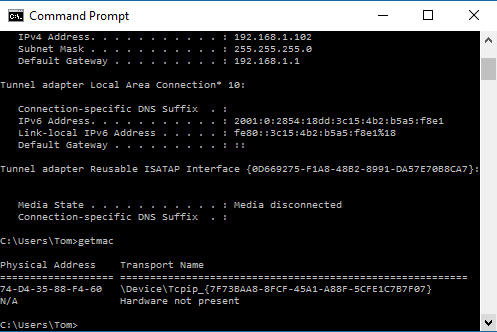 Command Prompt
IPv4 Address. . . . . . . . . . . : 192.168.1.102
Subnet Mask . . . . . . . . . . . : 255.255.255.0
Default Gateway . . . . . . . . . : 192.168.1.1
Tunnel adapter Local Area Connection* 10:
Connection-specific DNS Suffix  . :
IPv6 Address. . . . . . . . . . . : 2001:0:2854:18dd:3c15:4b2:b5a5:f8e1
Link-local IPv6 Address . . . . . : fe80::3c15:4b2:b5a5:f8e1%18
Default Gateway . . . . . . . . . : ::
Tunnel adapter Reusable ISATAP Interface {0D669275-F1A8-48B2-8991-DA57E70B8CA7}:
Media State . . . . . . . . . . . : Media disconnected
Connection-specific DNS Suffix  . :
C:\Users\Tom>getmac
Physical Address    Transport Name
=================== ==========================================================
74-D4-35-88-F4-60   \Device\Tcpip_{7F73BAA8-8FCF-45A1-A88F-5CFE1C7B7F07}
N/A                 Hardware not present
C:\Users\Tom>